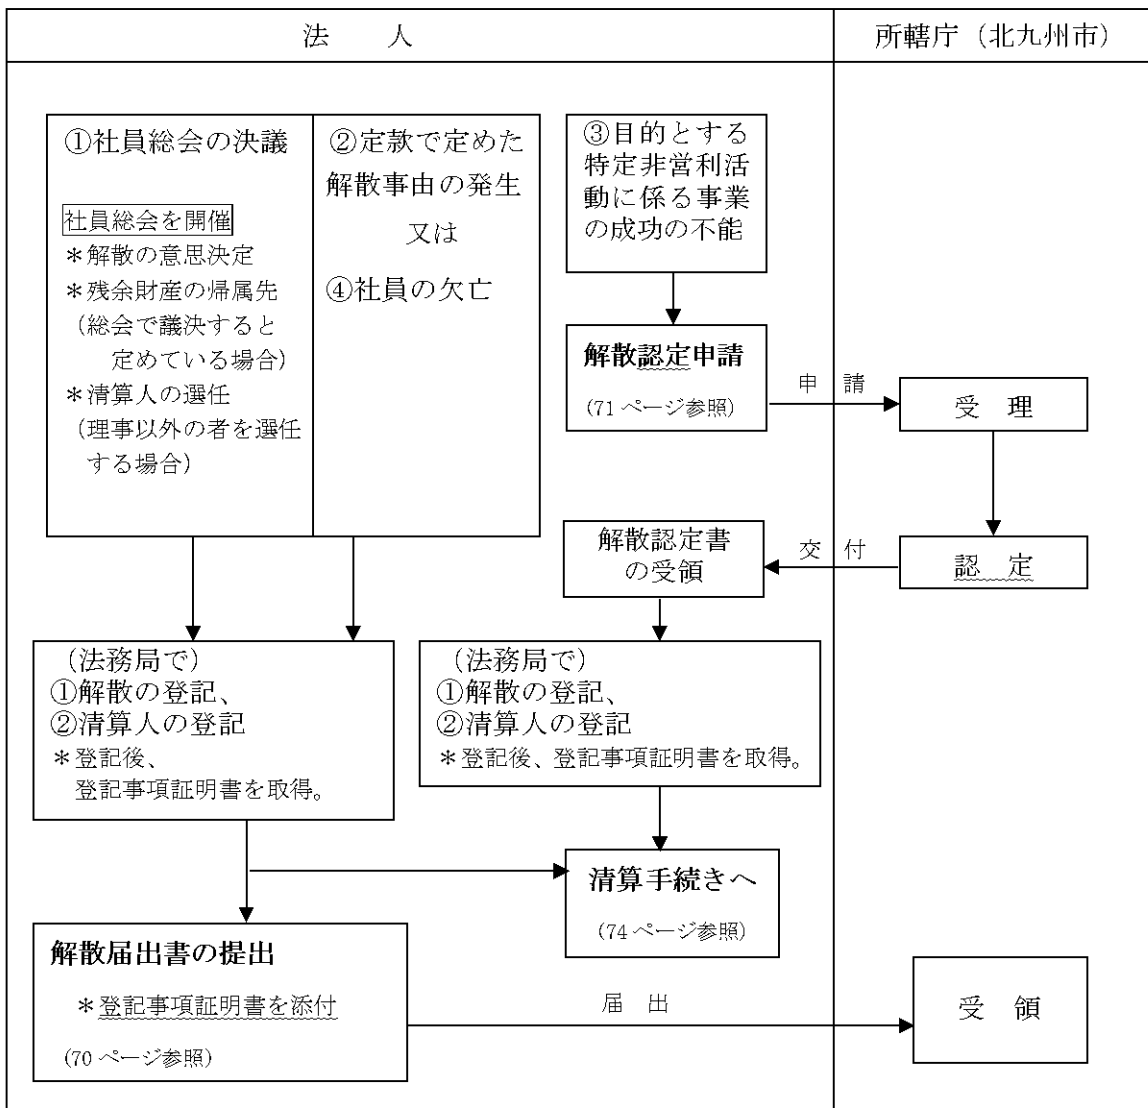 法　　人
所轄庁（北九州市）
①社員総会の決議
社員総会を開催
＊解散の意思決定
＊残余財産の帰属先
（総会で議決すると
定めている場合）
＊清算人の選任
（理事以外の者を選任
する場合）
②定款で定めた
解散事由の発生
又は
④社員の欠亡
③目的とする
特定非営利活
動に係る事業
の成功の不能
解散認定申請
（71 ページ参照）
申　請
受　理
解散認定書
の受領
交　付
認　定
（法務局で）
①解散の登記、
②清算人の登記
＊登記後、
登記事項証明書を取得。
（法務局で）
①解散の登記、
②清算人の登記
＊登記後、登記事項証明書を取得。
清算手続きへ
（74 ページ参照）
解散届出書の提出
＊登記事項証明書を添付
（70 ページ参照）
届　出
受　領